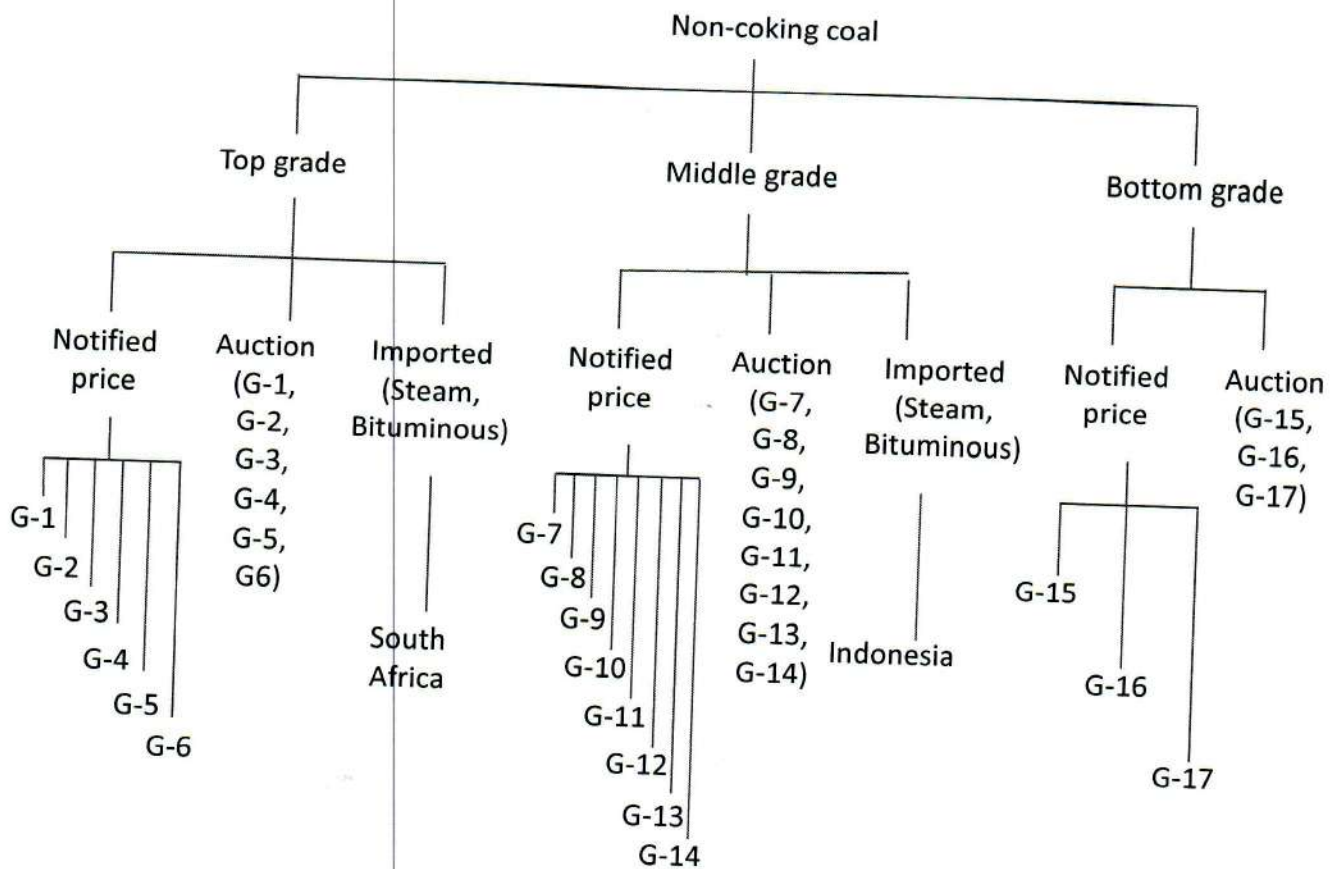 Non-coking coal
Top grade
Middle grade
Bottom grade
Notified
price
Auction
(G-1,
G-2,
G-3,
G-4,
G-5,
G6)
Imported
(Steam,
Bituminous)
Notified
price
Auction
(G-7,
G-8,
G-9,
G-10,
G-11,
G-12,
G-13,
G-14)
Imported
(Steam,
Bituminous)
Notified
price
Auction
(G-15,
G-16,
G-17)
G-1
G-2
G-3
G-4
G-5
G-6
South
Africa
G-7
G-8
G-9
G-10
G-11
G-12
G-13
G-14
Indonesia
G-15
G-16
G-17